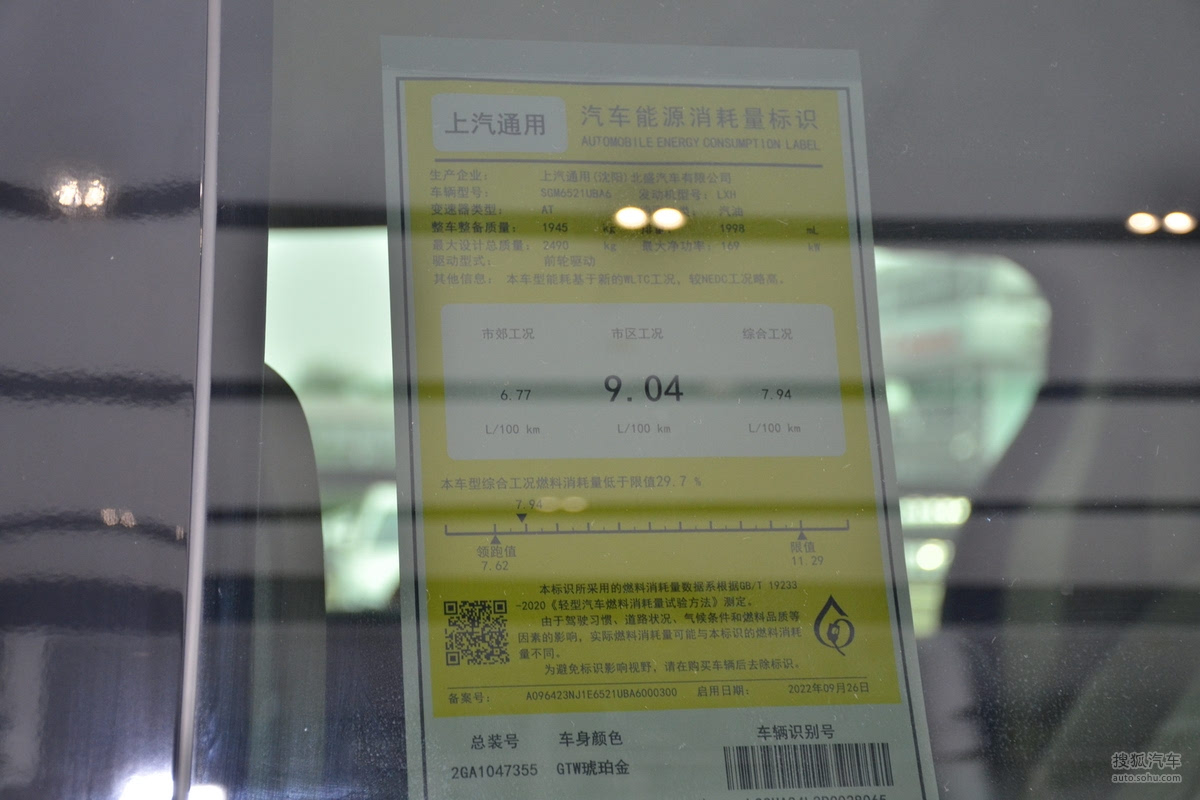 上汽通用
汽车能源消耗量标识
AUTOMOBILE ENERGY CONSUMPTION LABEL
生产企业： 上汽通用(沈阳)北盛汽车有限公司
车辆型号： SGM6521UBA6 发动机型号： LXH
变速器类型： AT 汽油
整车整备质量： 1945 kg 1998 mL
最大设计总质量： 2490 kg 最大净功率： 169 kW
驱动型式： 前轮驱动
其他信息： 本车型能耗基于新的WLTC工况，较NEDC工况略高。
市郊工况 市区工况 综合工况
6.77 9.04 7.94
L/100 km L/100 km L/100 km
本车型综合工况燃料消耗量低于限值29.7 %
7.94
领跑值 限值
7.62 11.29
本标识所采用的燃料消耗量数据系根据GB/T 19233
-2020《轻型汽车燃料消耗量试验方法》测定。
由于驾驶习惯、道路状况、气候条件和燃料品质等
因素的影响，实际燃料消耗量可能与本标识的燃料消耗
量不同。
为避免标识影响视野，请在购买车辆后去除标识。
备案号： A096423NJ1E6521UBA6000300 启用日期： 2022年09月26日
总装号 车身颜色 车辆识别号
2GA1047355 GTW琥珀金
搜狐汽车
auto.sohu.com